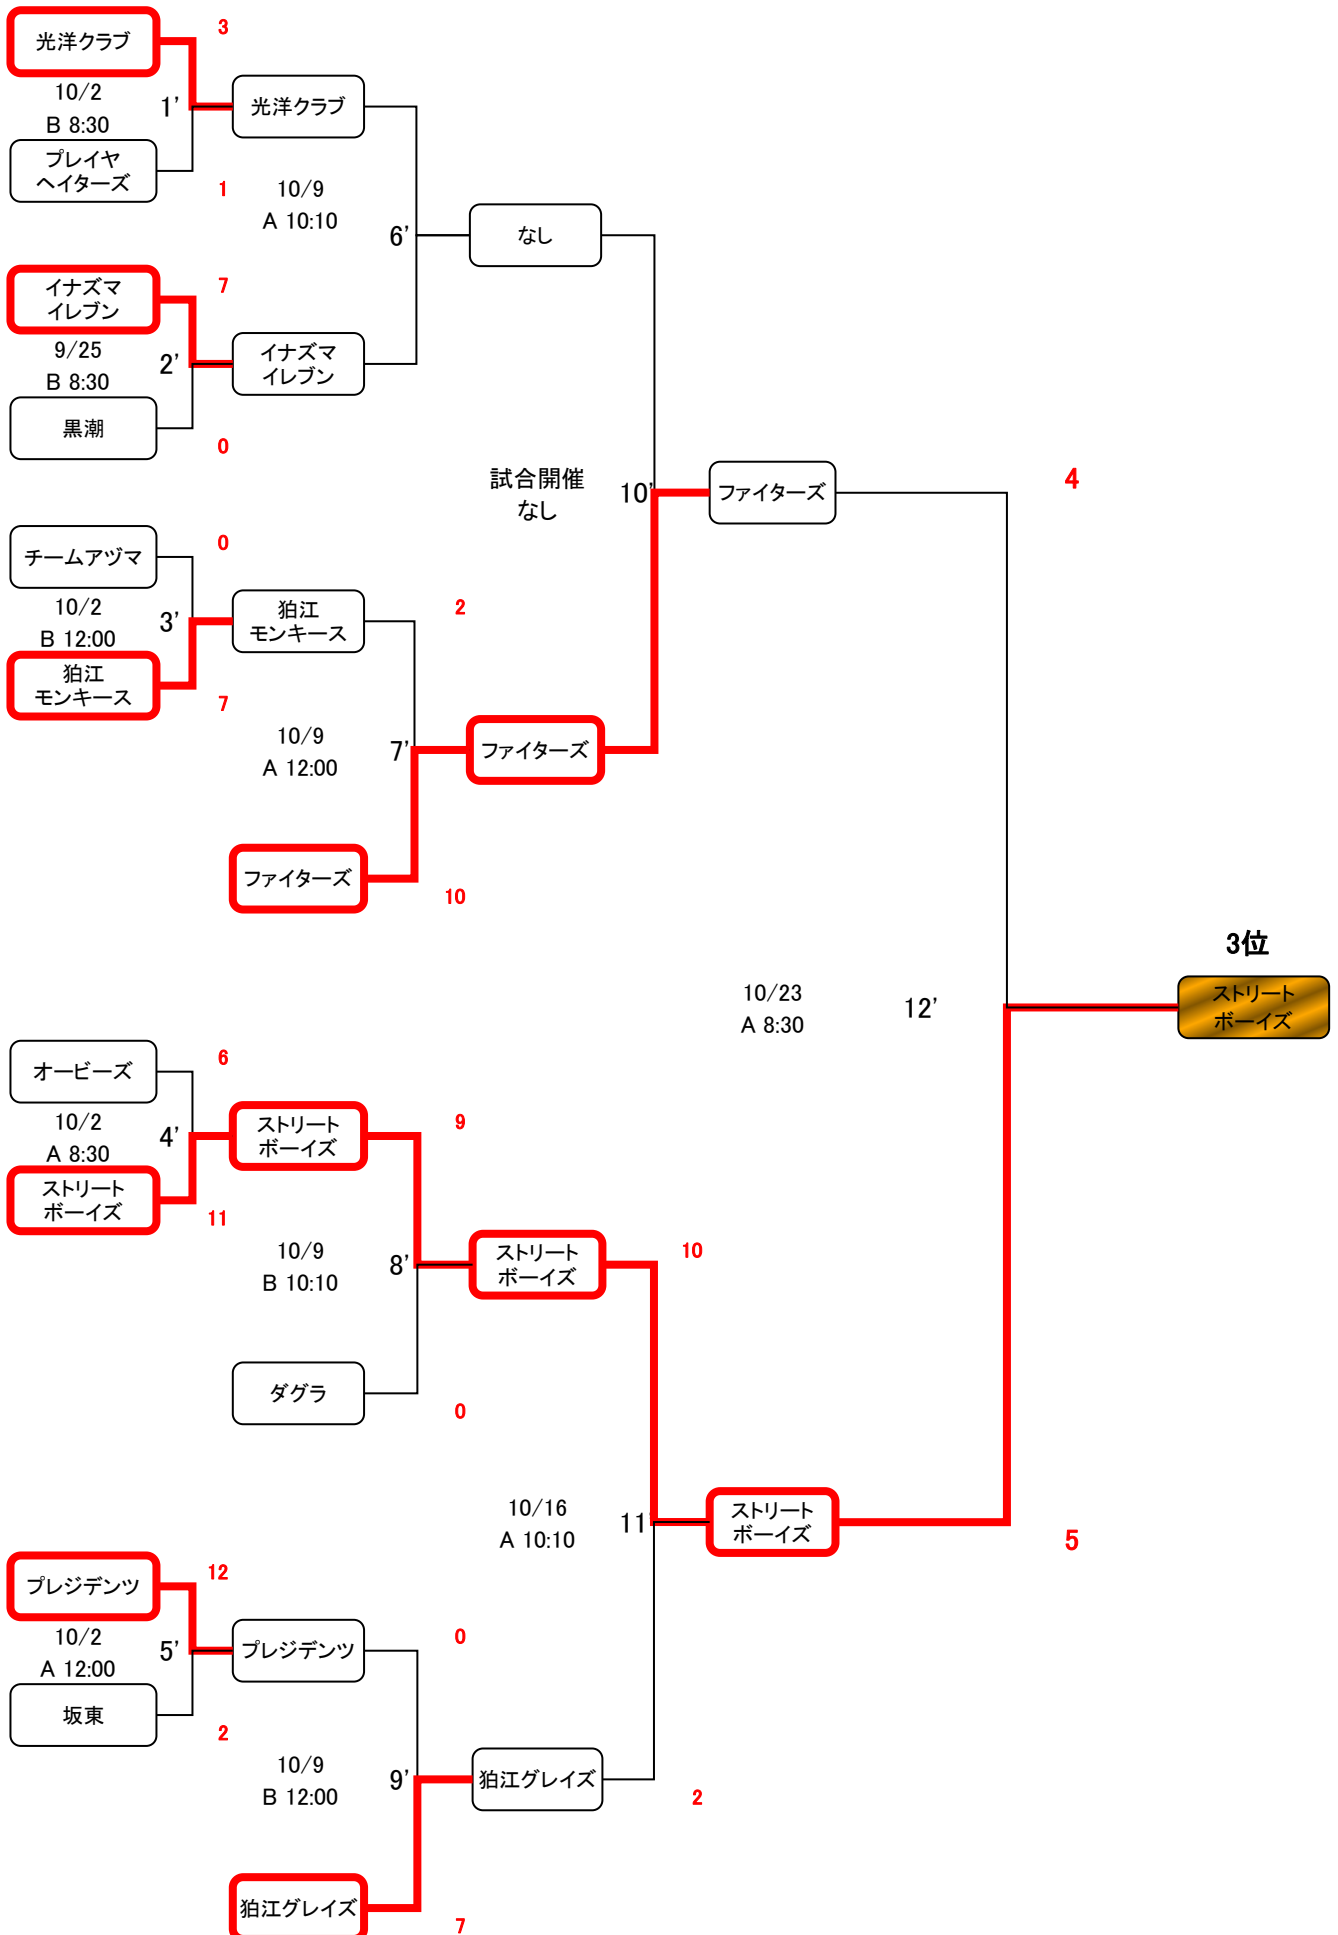 光洋クラブ
3
10/2
B 8:30
1'
光洋クラブ
プレイヤ
ヘイターズ
1
10/9
A 10:10
6'
なし
イナズマ
イレブン
7
9/25
B 8:30
2'
イナズマ
イレブン
黒潮
0
試合開催
なし
10'
ファイターズ
4
チームアヅマ
0
10/2
B 12:00
3'
狛江
モンキース
2
狛江
モンキース
7
10/9
A 12:00
7'
ファイターズ
ファイターズ
10
3位
10/23
A 8:30
12'
ストリート
ボーイズ
オービーズ
6
10/2
A 8:30
4'
ストリート
ボーイズ
9
ストリート
ボーイズ
11
10/9
B 10:10
8'
ストリート
ボーイズ
10
ダグラ
0
10/16
A 10:10
11
ストリート
ボーイズ
5
プレジデンツ
12
10/2
A 12:00
5'
プレジデンツ
0
坂東
2
10/9
B 12:00
9'
狛江グレイズ
2
狛江グレイズ
7